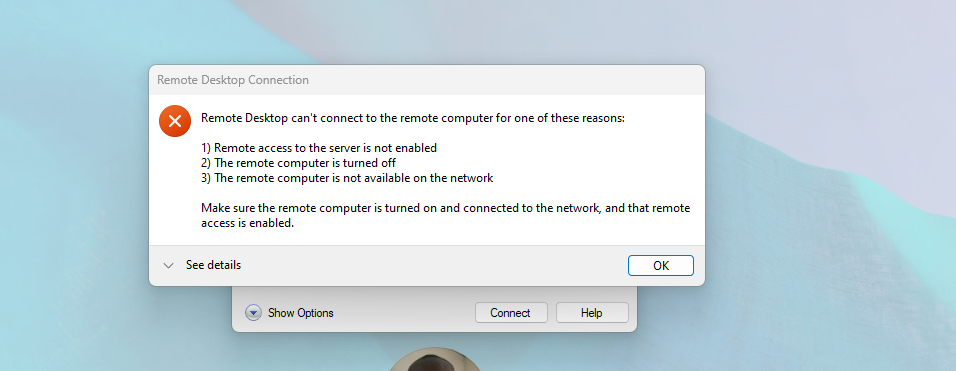 Remote Desktop Connection
Remote Desktop can't connect to the remote computer for one of these reasons:
1) Remote access to the server is not enabled
2) The remote computer is turned off
3) The remote computer is not available on the network
Make sure the remote computer is turned on and connected to the network, and that remote
access is enabled.
See details
OK
Show Options
Connect
Help